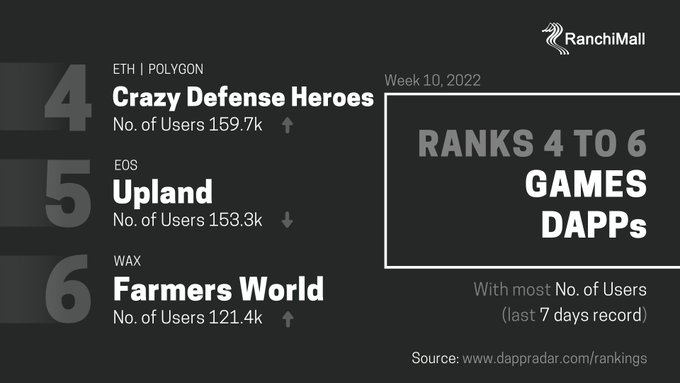 RanchiMall
4
ETH | POLYGON
Crazy Defense Heroes
No. of Users 159.7k
5
EOS
Upland
No. of Users 153.3k
6
WAX
Farmers World
No. of Users 121.4k
Week 10, 2022
RANKS 4 TO 6
GAMES
DAPPs
With most No. of Users
(last 7 days record)
Source: www.dappradar.com/rankings